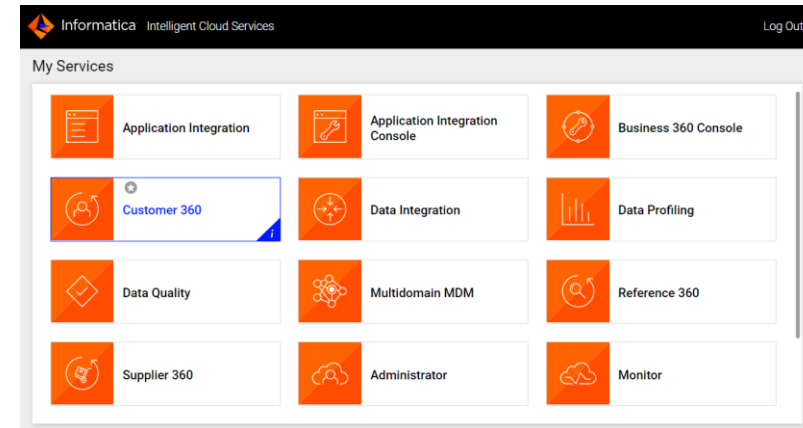 Informatica Intelligent Cloud Services
Log Out
My Services
Application Integration
Application Integration
Console
Business 360 Console
Customer 360
i
Data Integration
Data Profiling
Data Quality
Multidomain MDM
Reference 360
Supplier 360
Administrator
Monitor